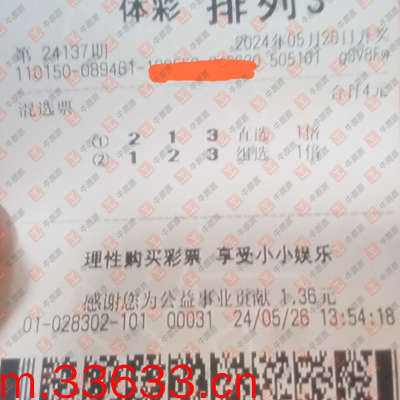 体彩 排列3
第 24137期 2024年05月26日开奖
110150-089461-
505101
合计4元
混选票
① 2 1 3 直选 1倍
② 1 2 3 组选 1倍
理性购买彩票 享受小小娱乐
感谢您为公益事业贡献 1.36元
01-028302-101 00031 24/05/26 13:54:18
m.33633.cn